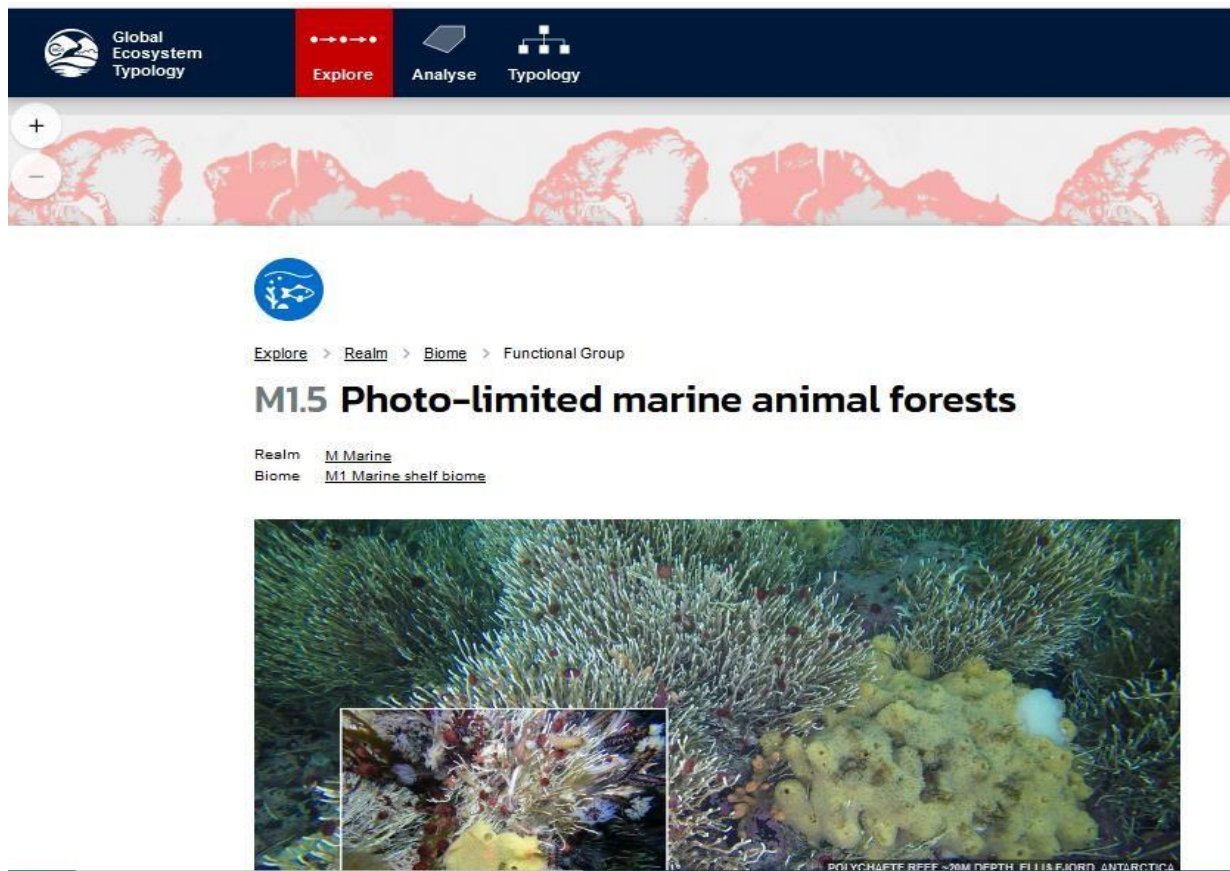 Global
Ecosystem
Typology
Explore
Analyse
Typology
+
−
Explore > Realm > Biome > Functional Group
M1.5 Photo-limited marine animal forests
Realm M Marine
Biome M1 Marine shelf biome
POLYCHAETE REEF ~20M DEPTH, ELLIS FJORD, ANTARCTICA